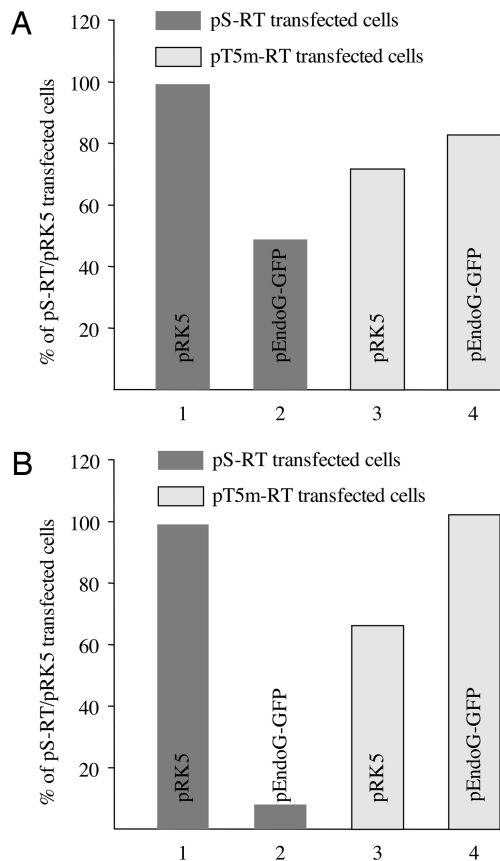 A
pS-RT transfected cells
pT5m-RT transfected cells
% of pS-RT/pRK5 transfected cells
120
100
80
60
40
20
pRK5
pEndoG-GFP
pRK5
pEndoG-GFP
1 2 3 4
B
pS-RT transfected cells
pT5m-RT transfected cells
% of pS-RT/pRK5 transfected cells
120
100
80
60
40
20
pRK5
pEndoG-GFP
pRK5
pEndoG-GFP
1 2 3 4